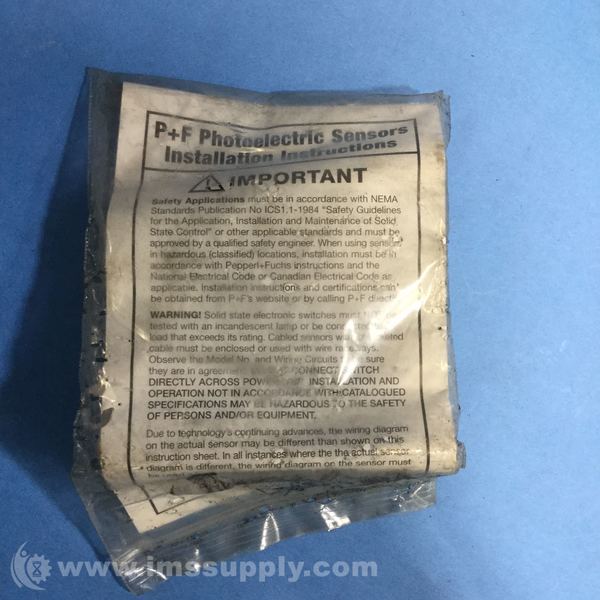 P+F Photoelectric Sensors
Installation Instructions
IMPORTANT
Safety Applications must be in accordance with NEMA
Standards Publication No ICS1.1-1984 "Safety Guidelines
for the Application, Installation and Maintenance of Solid
State Control" or other applicable standards and must be
approved by a qualified safety engineer. When using
in hazardous (classified) locations, installation must be in
accordance with Pepperl+Fuchs instructions and the
National Electrical Code or Canadian Electrical Code as
applicable. Installation instructions and certifications can
be obtained from P+F's website or by calling P+F
WARNING! Solid state electronic switches must
tested with an incandescent lamp or be connected
load that exceeds its rating. Cabled sensors
cable must be enclosed or used with wire
Observe the Model No. and Wiring Circuits sure
they are in agreement CONNECT SWITCH
DIRECTLY ACROSS INSTALLATION AND
OPERATION NOT IN ACCORDANCE WITH CATALOGUED
SPECIFICATIONS MAY BE HAZARDOUS TO THE SAFETY
OF PERSONS AND/OR EQUIPMENT.
Due to technology's continuing advances, the wiring diagram
on the actual sensor may be different than shown on this
instruction sheet. In all instances where the the actual sensor
diagram is different, the wiring diagram on the sensor must
www.imssupply.com